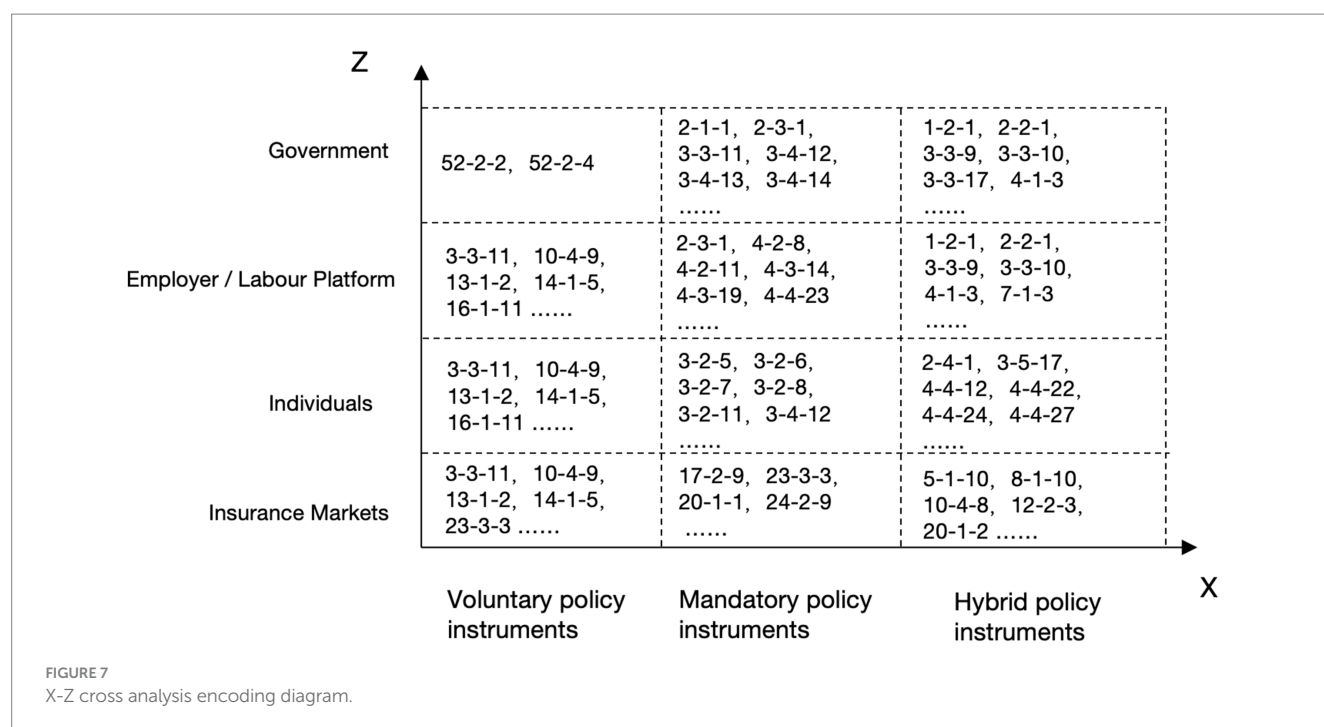 Z
Government
52-2-2, 52-2-4
2-1-1, 2-3-1,
3-3-11, 3-4-12,
3-4-13, 3-4-14
......
1-2-1, 2-2-1,
3-3-9, 3-3-10,
3-3-17, 4-1-3
......
Employer / Labour Platform
3-3-11, 10-4-9,
13-1-2, 14-1-5,
16-1-11 ......
2-3-1, 4-2-8,
4-2-11, 4-3-14,
4-3-19, 4-4-23
......
1-2-1, 2-2-1,
3-3-9, 3-3-10,
4-1-3, 7-1-3
......
Individuals
3-3-11, 10-4-9,
13-1-2, 14-1-5,
16-1-11 ......
3-2-5, 3-2-6,
3-2-7, 3-2-8,
3-2-11, 3-4-12
......
2-4-1, 3-5-17,
4-4-12, 4-4-22,
4-4-24, 4-4-27
......
Insurance Markets
3-3-11, 10-4-9,
13-1-2, 14-1-5,
23-3-3 ......
17-2-9, 23-3-3,
20-1-1, 24-2-9
......
5-1-10, 8-1-10,
10-4-8, 12-2-3,
20-1-2 ......
X
Voluntary policy
instruments
Mandatory policy
instruments
Hybrid policy
instruments
FIGURE 7
X-Z cross analysis encoding diagram.